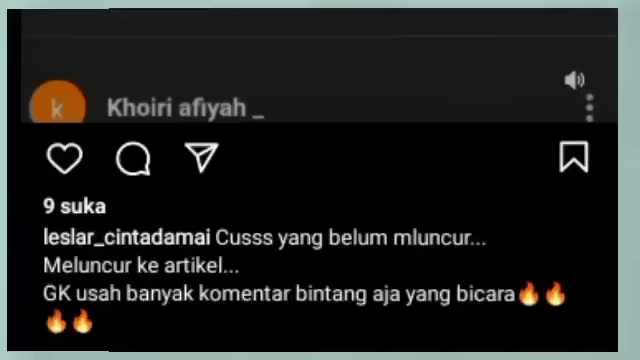 k
Khoiri afiyah _
9 suka
leslar_cintadamai Cusss yang belum mluncur...
Meluncur ke artikel...
GK usah banyak komentar bintang aja yang bicara🔥🔥
🔥🔥